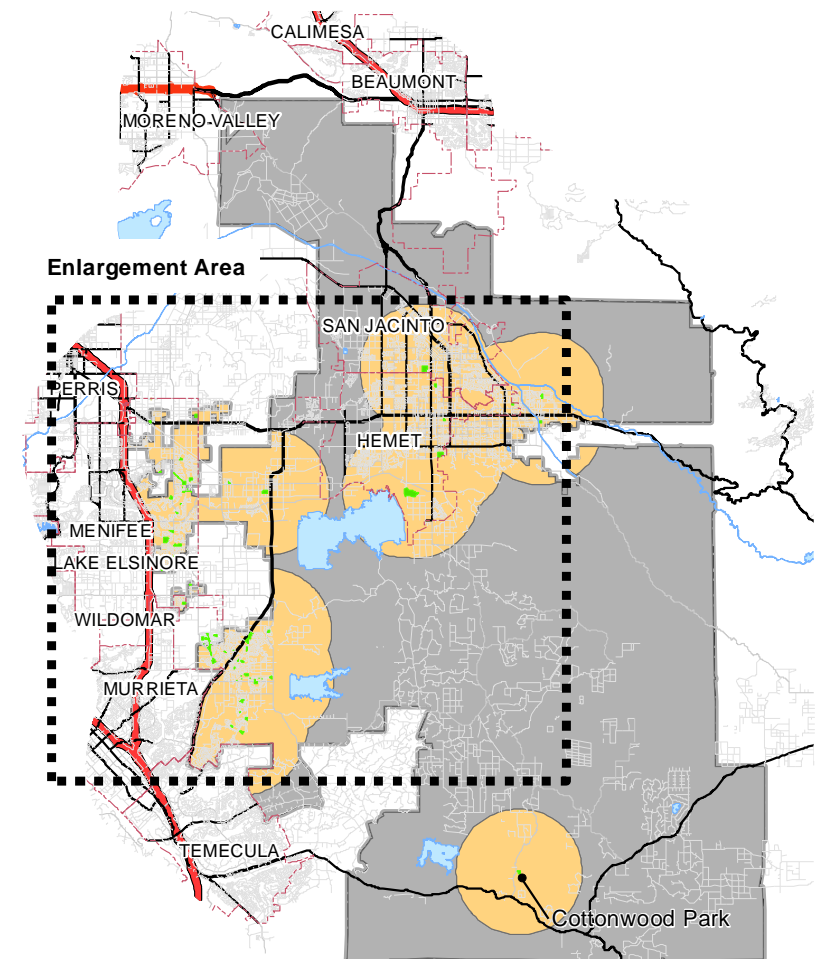 CALIMESA
BEAUMONT
MORENO VALLEY
Enlargement Area
SAN JACINTO
PERRIS
HEMET
MENIFEE
LAKE ELSINORE
WILDOMAR
MURRIETA
TEMECULA
Cottonwood Park